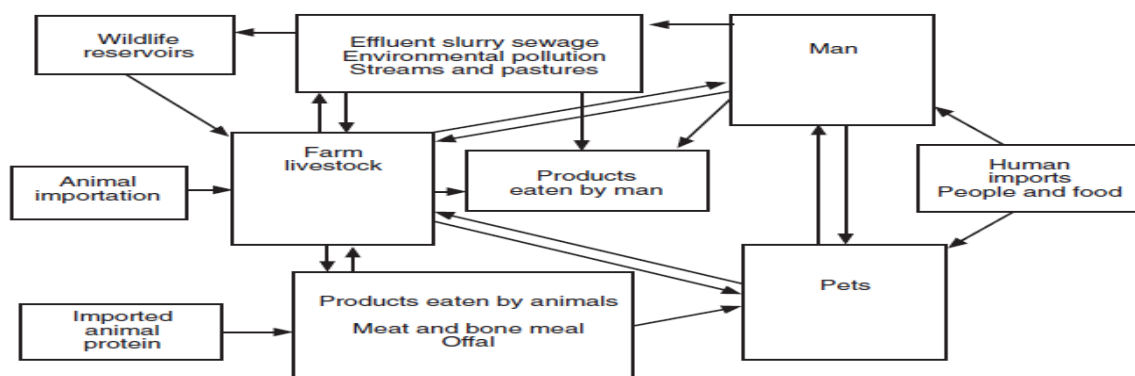 Wildlife
reservoirs
Effluent slurry sewage
Environmental pollution
Streams and pastures
Man
Farm
livestock
Animal
importation
Products
eaten by man
Human
imports
People and food
Products eaten by animals
Meat and bone meal
Offal
Pets
Imported
animal
protein